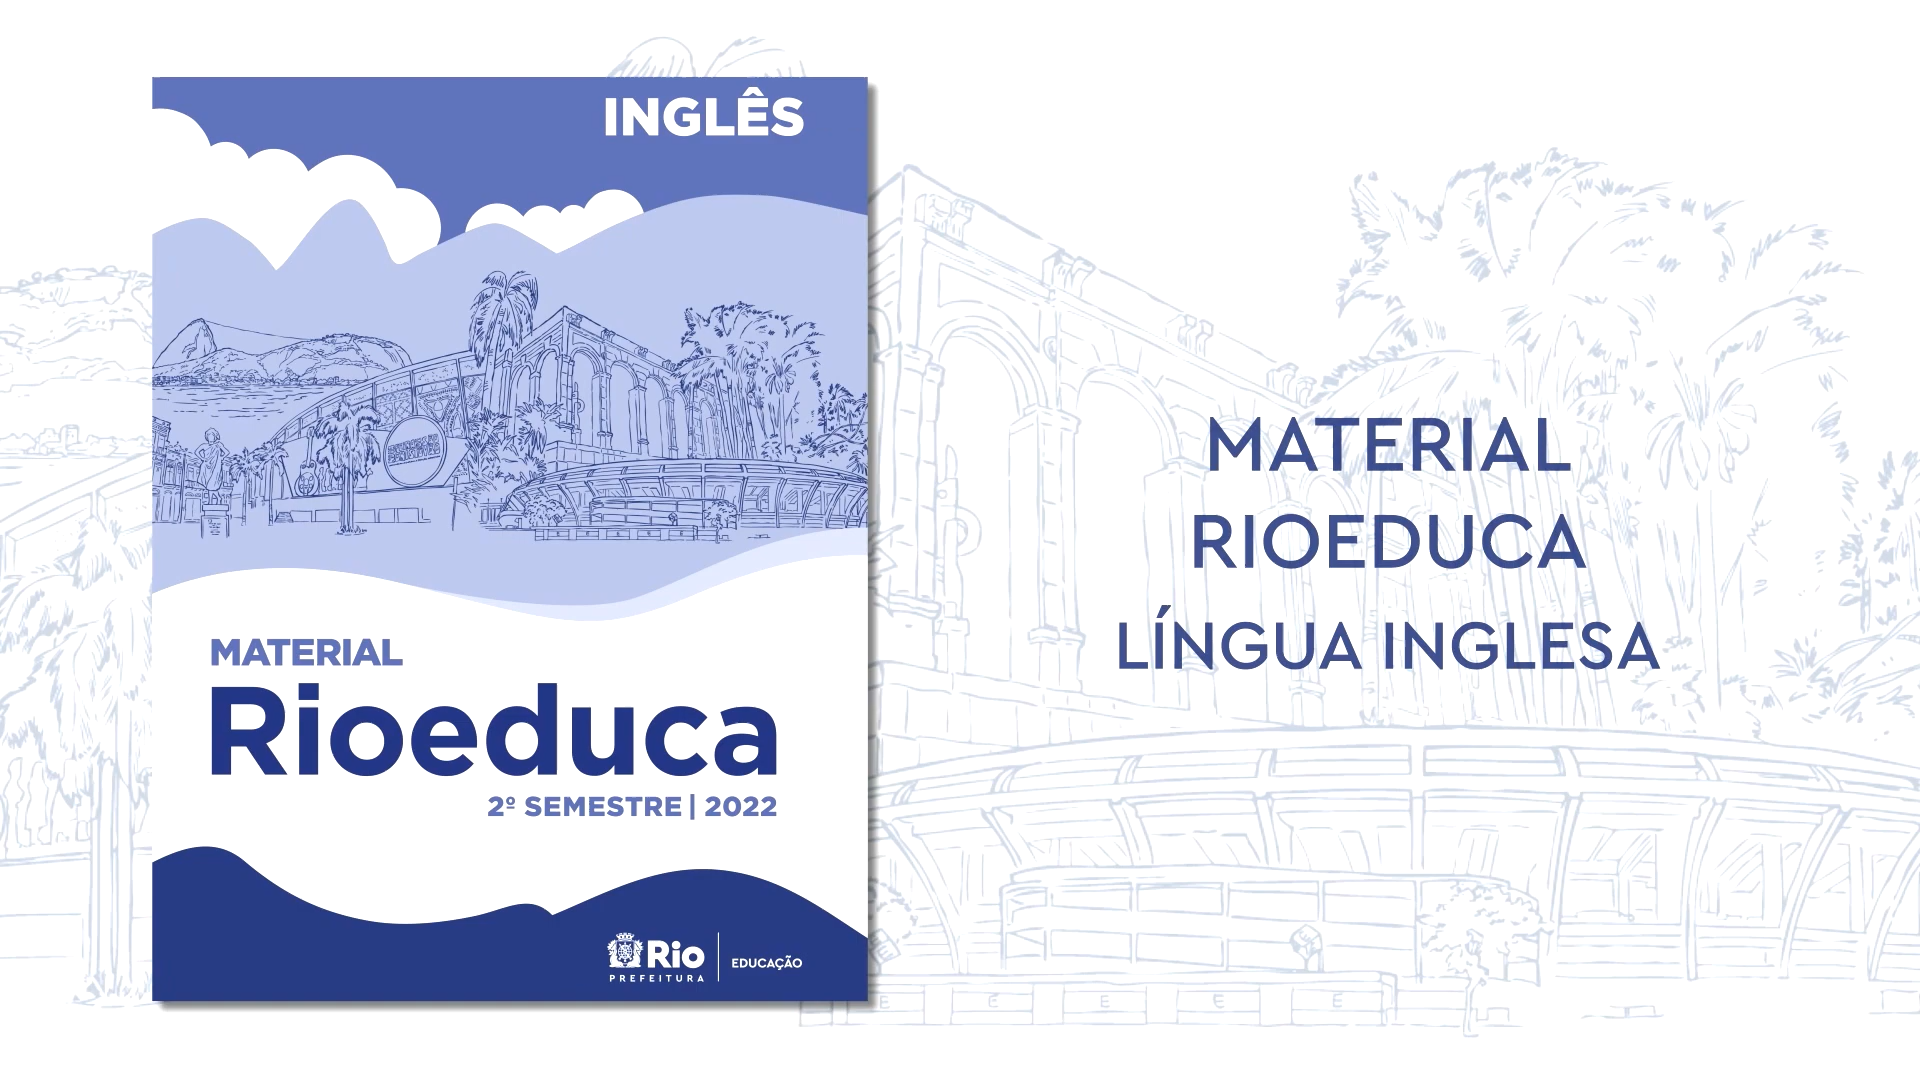 INGLÊS
MATERIAL
Rioeduca
2º SEMESTRE | 2022
Rio
PREFEITURA
EDUCAÇÃO
MATERIAL
RIOEDUCA
LÍNGUA INGLESA